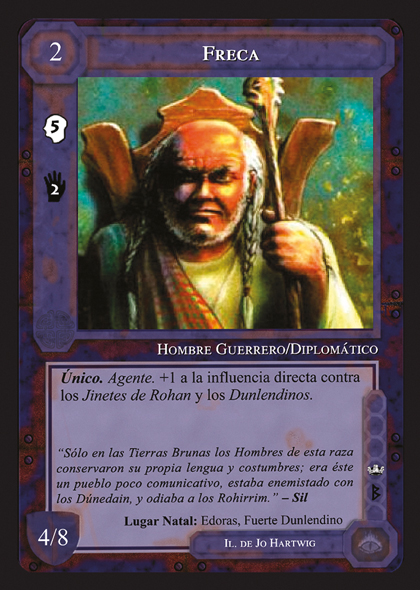 2
FRECA
5
2
HOMBRE GUERRERO/DIPLOMÁTICO
Único. Agente. +1 a la influencia directa contra
los Jinetes de Rohan y los Dunlendinos.
“Sólo en las Tierras Brunas los Hombres de esta raza
conservaron su propia lengua y costumbres; era éste
un pueblo poco comunicativo, estaba enemistado con
los Dúnedain, y odiaba a los Rohirrim.” – Sil
Lugar Natal: Edoras, Fuerte Dunlendino
4/8
IL. DE JO HARTWIG